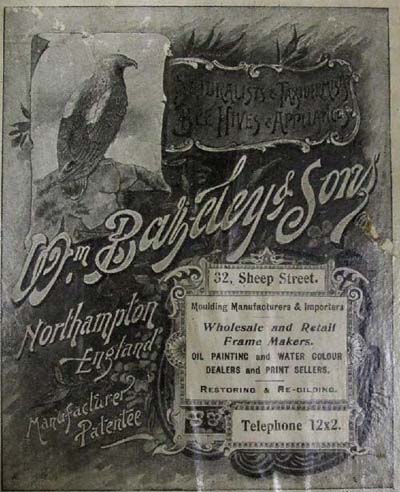 Naturalists & Taxidermists
Bee Hives & Appliances
Wm. Bazeley & Sons
32, Sheep Street.
Moulding Manufacturers & Importers
Wholesale and Retail
Frame Makers.
OIL PAINTING and WATER COLOUR
DEALERS and PRINT SELLERS.
RESTORING & RE-GILDING.
Telephone 12x2.
Northampton
England
Manufacturer
Patentee